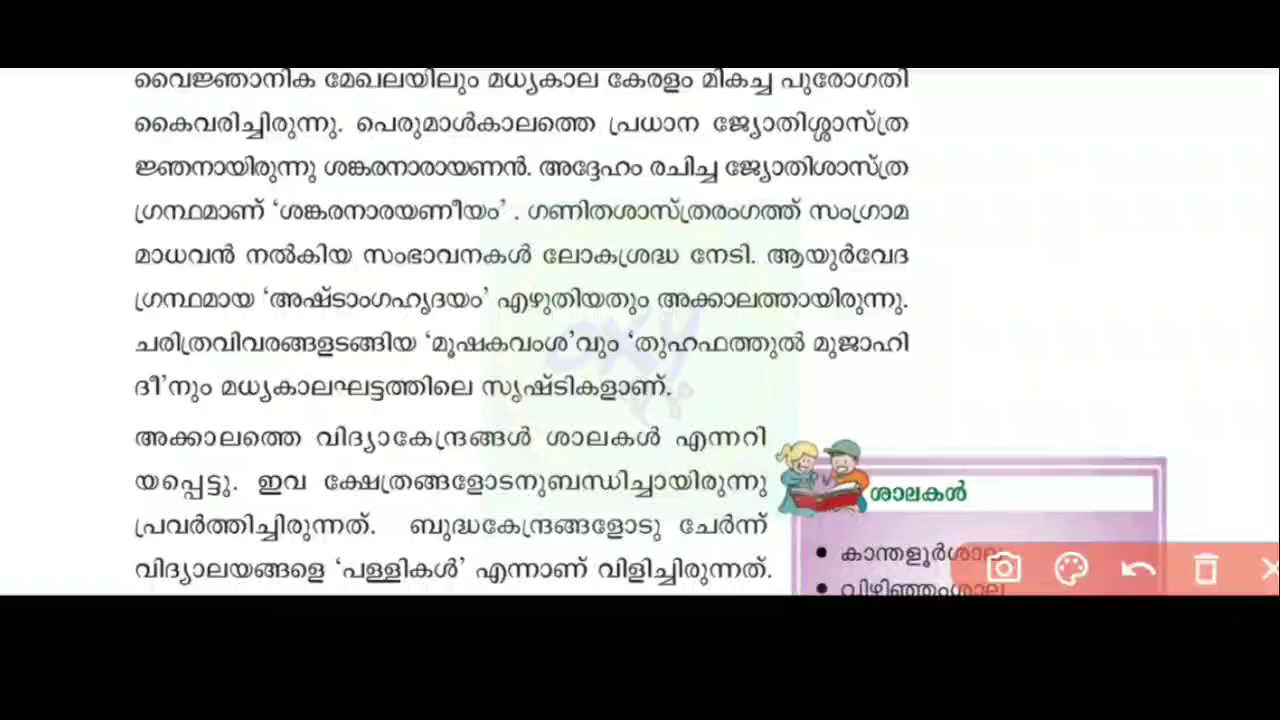 വൈജ്ഞാനിക മേഖലയിലും മധ്യകാല കേരളം മികച്ച പുരോഗതി
കൈവരിച്ചിരുന്നു. പെരുമാൾകാലത്തെ പ്രധാന ജ്യോതിശ്ശാസ്ത്ര
ജ്ഞനായിരുന്നു ശങ്കരനാരായണൻ. അദ്ദേഹം രചിച്ച ജ്യോതിശാസ്ത്ര
ഗ്രന്ഥമാണ് ‘ശങ്കരനാരയണീയം’ . ഗണിതശാസ്ത്രരംഗത്ത് സംഗ്രാമ
മാധവൻ നൽകിയ സംഭാവനകൾ ലോകശ്രദ്ധ നേടി. ആയുർവേദ
ഗ്രന്ഥമായ ‘അഷ്ടാംഗഹൃദയം’ എഴുതിയതും അക്കാലത്തായിരുന്നു.
ചരിത്രവിവരങ്ങളടങ്ങിയ ‘മൂഷകവംശ’വും ‘തുഹഫത്തുൽ മുജാഹി
ദീ’നും മധ്യകാലഘട്ടത്തിലെ സൃഷ്ടികളാണ്.
അക്കാലത്തെ വിദ്യാകേന്ദ്രങ്ങൾ ശാലകൾ എന്നറി
യപ്പെട്ടു. ഇവ ക്ഷേത്രങ്ങളോടനുബന്ധിച്ചായിരുന്നു
പ്രവർത്തിച്ചിരുന്നത്. ബുദ്ധകേന്ദ്രങ്ങളോടു ചേർന്ന്
വിദ്യാലയങ്ങളെ ‘പള്ളികൾ’ എന്നാണ് വിളിച്ചിരുന്നത്.
ശാലകൾ
• കാന്തളൂർശാല
• വിഴിഞ്ഞംശാല